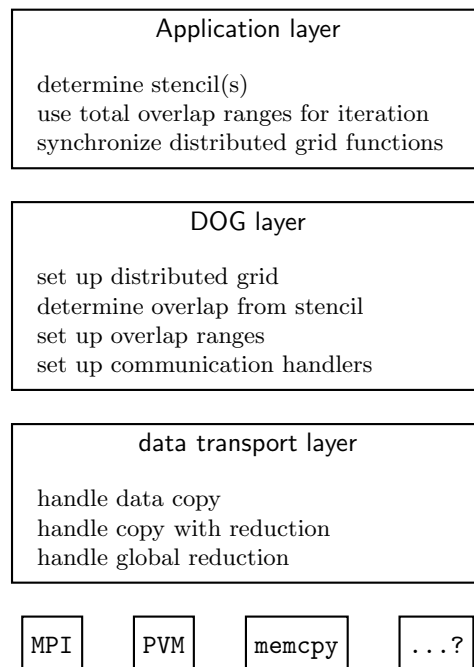 Application layer
determine stencil(s)
use total overlap ranges for iteration
synchronize distributed grid functions
DOG layer
set up distributed grid
determine overlap from stencil
set up overlap ranges
set up communication handlers
data transport layer
handle data copy
handle copy with reduction
handle global reduction
MPI PVM memcpy ...?